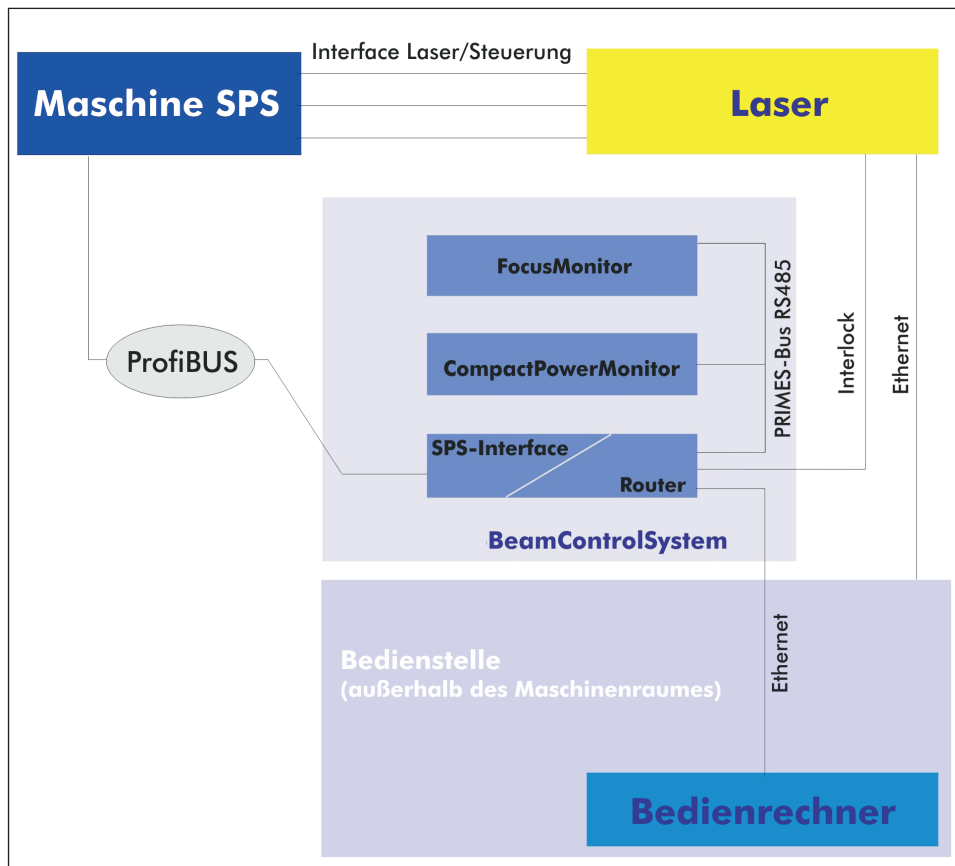 Interface Laser/Steuerung
Maschine SPS
Laser
FocusMonitor
PRIMES-Bus RS485
Interlock
Ethernet
ProfiBUS
CompactPowerMonitor
SPS-Interface
Router
BeamControlSystem
Bedienstelle
(außerhalb des Maschinenraumes)
Ethernet
Bedienrechner